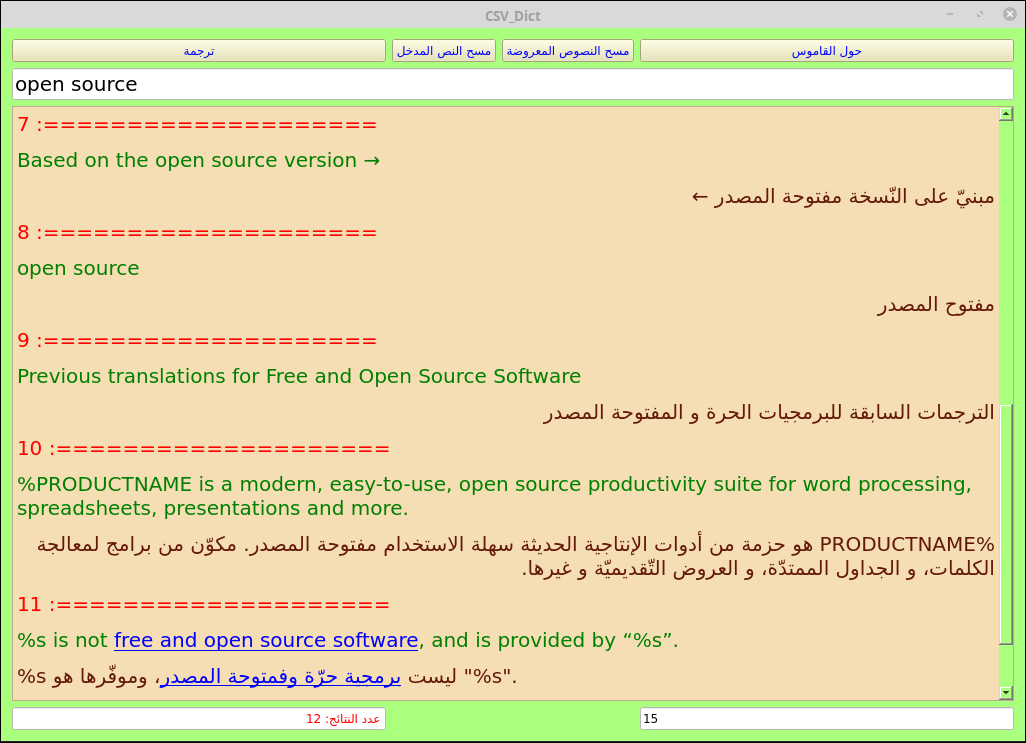 CSV_Dict
ترجمة
مسح النص المدخل
مسح النصوص المعروضة
حول القاموس
open source
7 :====================
Based on the open source version →
مبنيّ على النّسخة مفتوحة المصدر ←
8 :====================
open source
مفتوح المصدر
9 :====================
Previous translations for Free and Open Source Software
الترجمات السابقة للبرمجيات الحرة و المفتوحة المصدر
10 :====================
%PRODUCTNAME is a modern, easy-to-use, open source productivity suite for word processing,
spreadsheets, presentations and more.
%PRODUCTNAME هو حزمة من أدوات الإنتاجية الحديثة سهلة الاستخدام مفتوحة المصدر. مكوّن من برامج لمعالجة
الكلمات، و الجداول الممتدّة، و العروض التّقديميّة و غيرها.
11 :====================
%s is not free and open source software, and is provided by “%s”.
%s ليست برمجية حرّة وفمتوحة المصدر، وموفّرها هو "%s".
عدد النتائج: 12
15